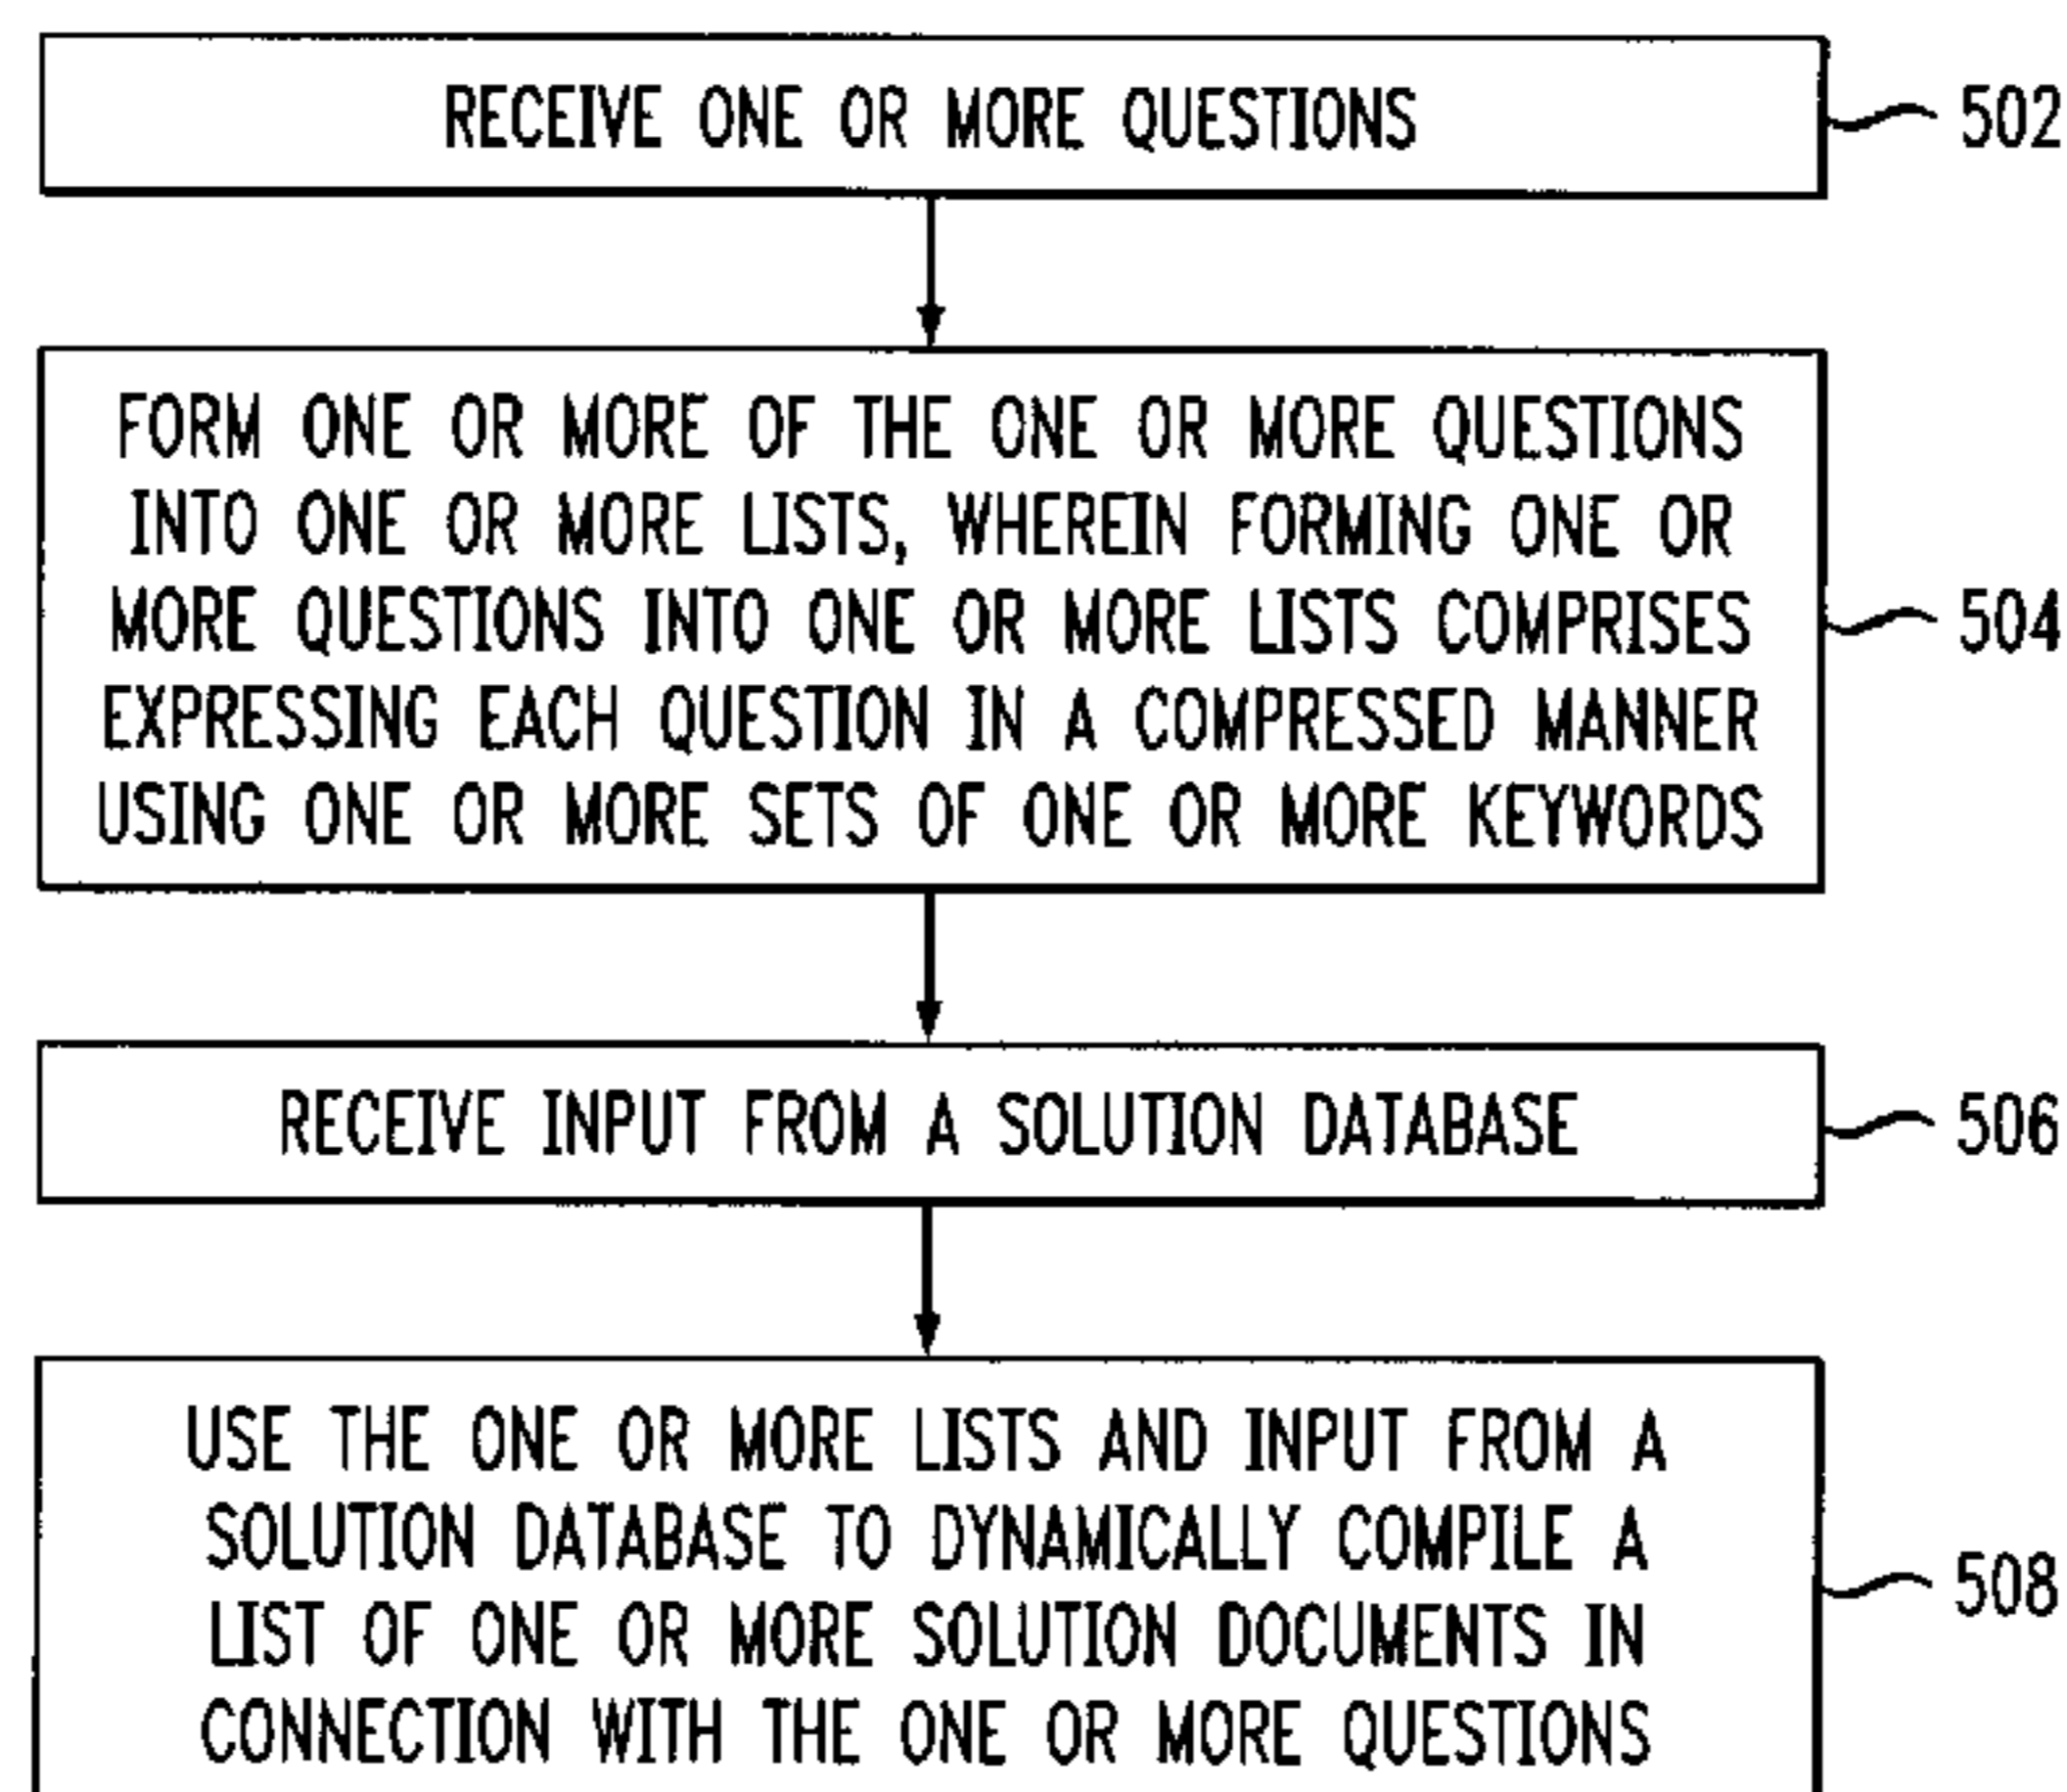 RECEIVE ONE OR MORE QUESTIONS
502
FORM ONE OR MORE OF THE ONE OR MORE QUESTIONS
INTO ONE OR MORE LISTS, WHEREIN FORMING ONE OR
MORE QUESTIONS INTO ONE OR MORE LISTS COMPRISES
EXPRESSING EACH QUESTION IN A COMPRESSED MANNER
USING ONE OR MORE SETS OF ONE OR MORE KEYWORDS
504
RECEIVE INPUT FROM A SOLUTION DATABASE
506
USE THE ONE OR MORE LISTS AND INPUT FROM A
SOLUTION DATABASE TO DYNAMICALLY COMPILE A
LIST OF ONE OR MORE SOLUTION DOCUMENTS IN
CONNECTION WITH THE ONE OR MORE QUESTIONS
508